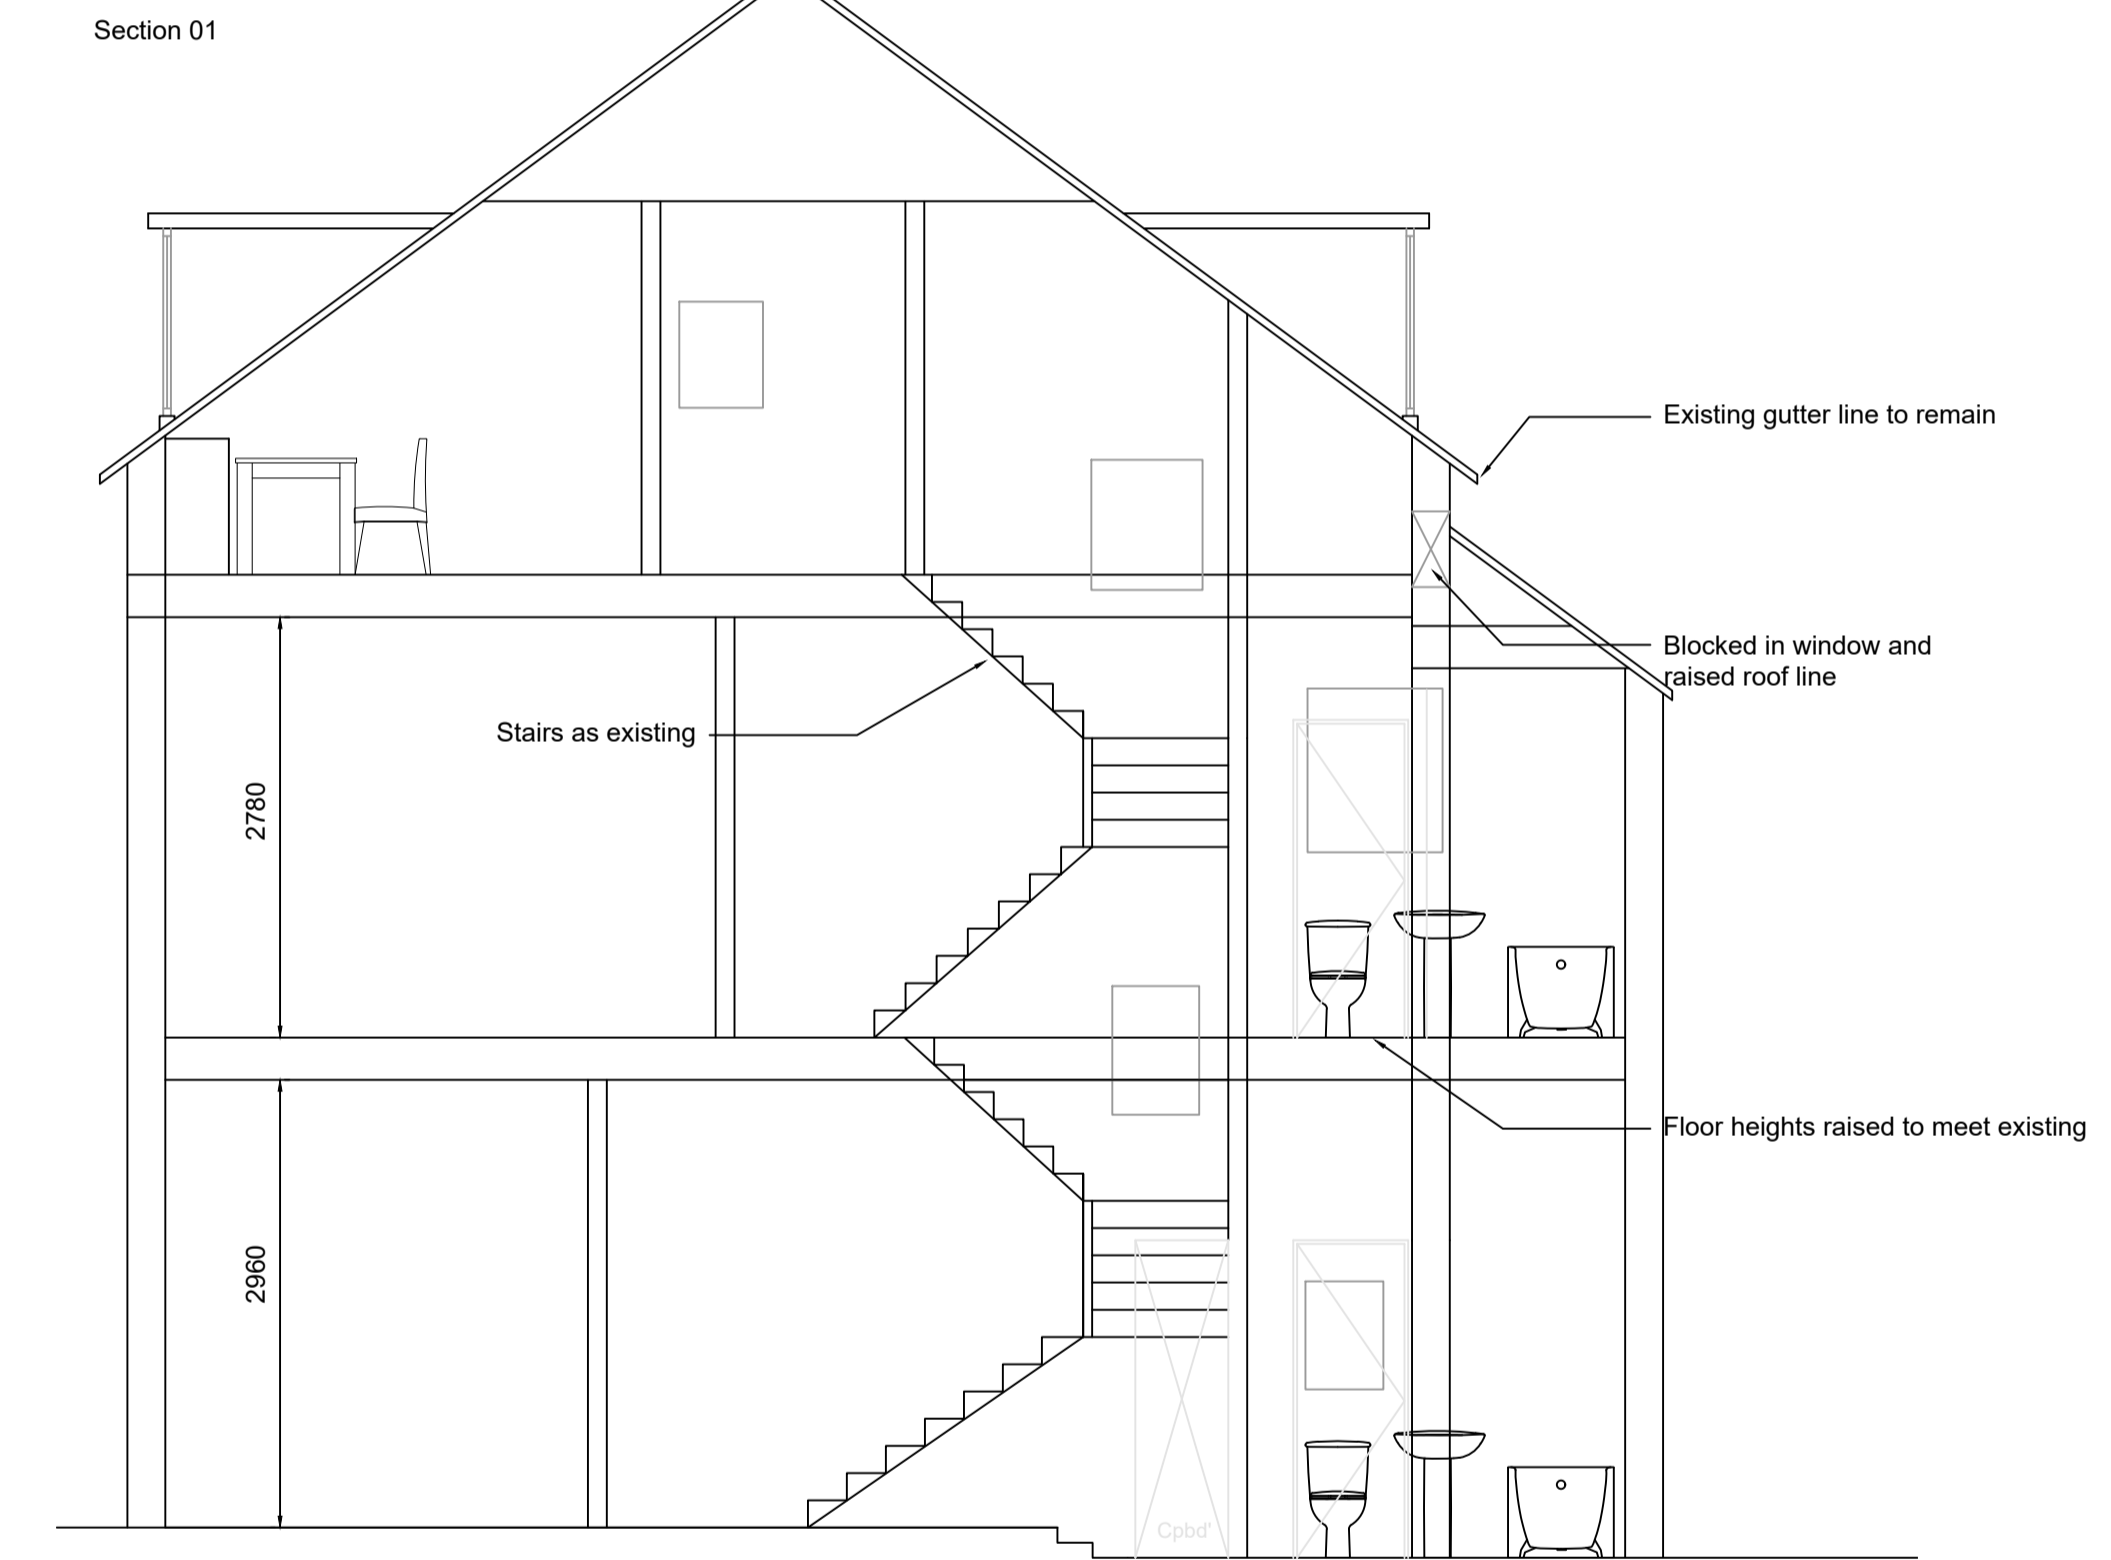 Section 01
Existing gutter line to remain
Blocked in window and
raised roof line
Stairs as existing
2780
Floor heights raised to meet existing
2960
Cpbd'